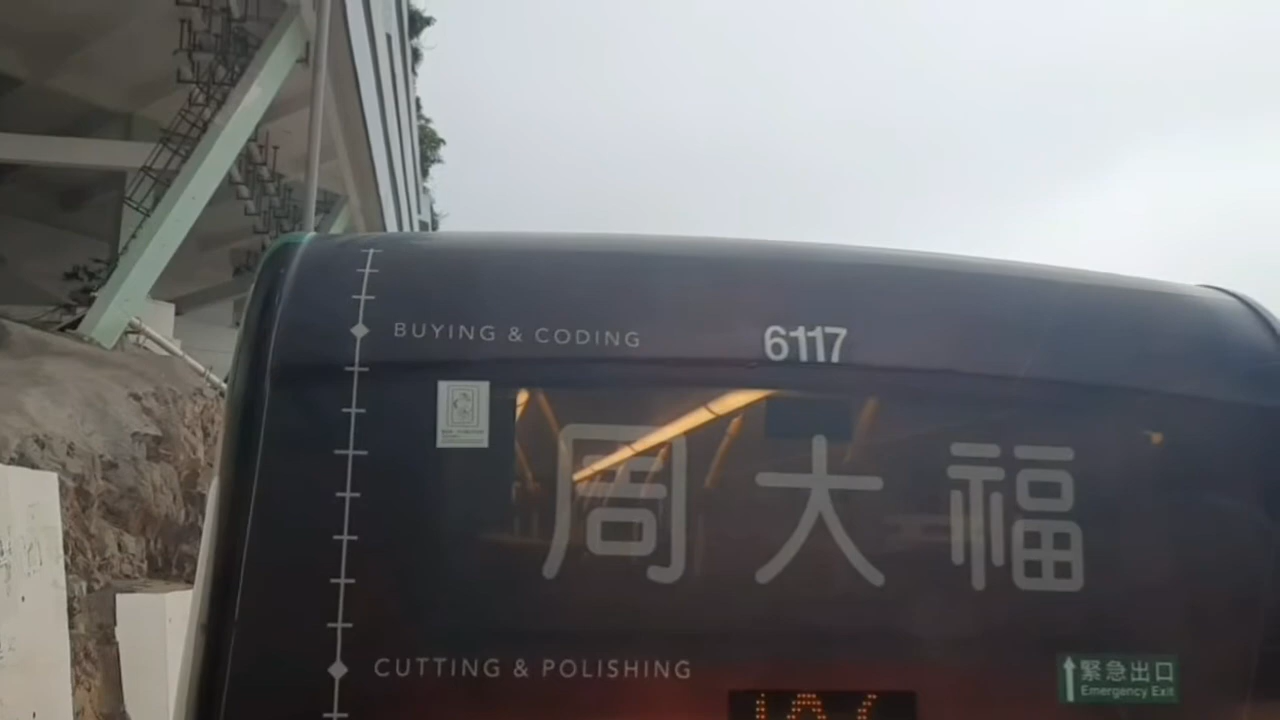 BUYING & CODING
6117
周大福
CUTTING & POLISHING
緊急出口
Emergency Exit